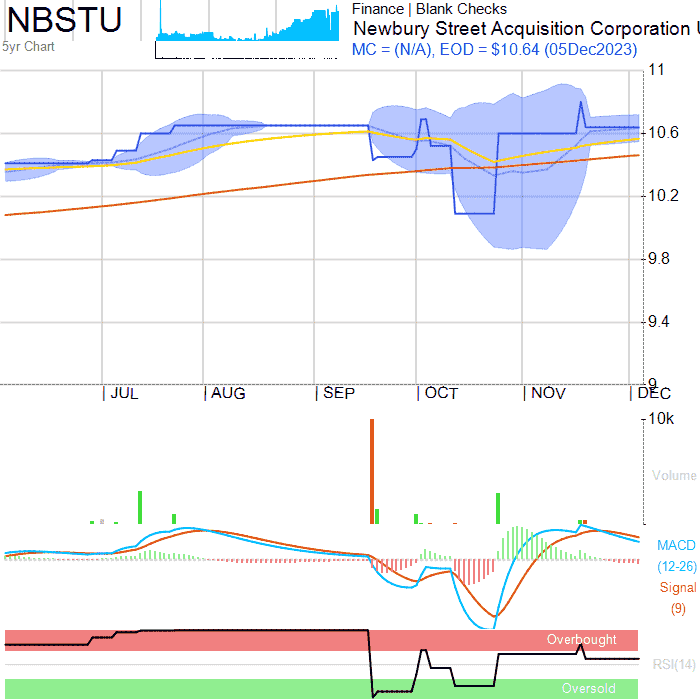 NBSTU
5yr Chart
Finance | Blank Checks
Newbury Street Acquisition Corporation U
MC = (N/A), EOD = $10.64 (05Dec2023)
11
10.6
10.2
9.8
9.4
9
JUL
AUG
SEP
OCT
NOV
DEC
10k
Volume
MACD
(12-26)
Signal
(9)
Overbought
RSI(14)
Oversold